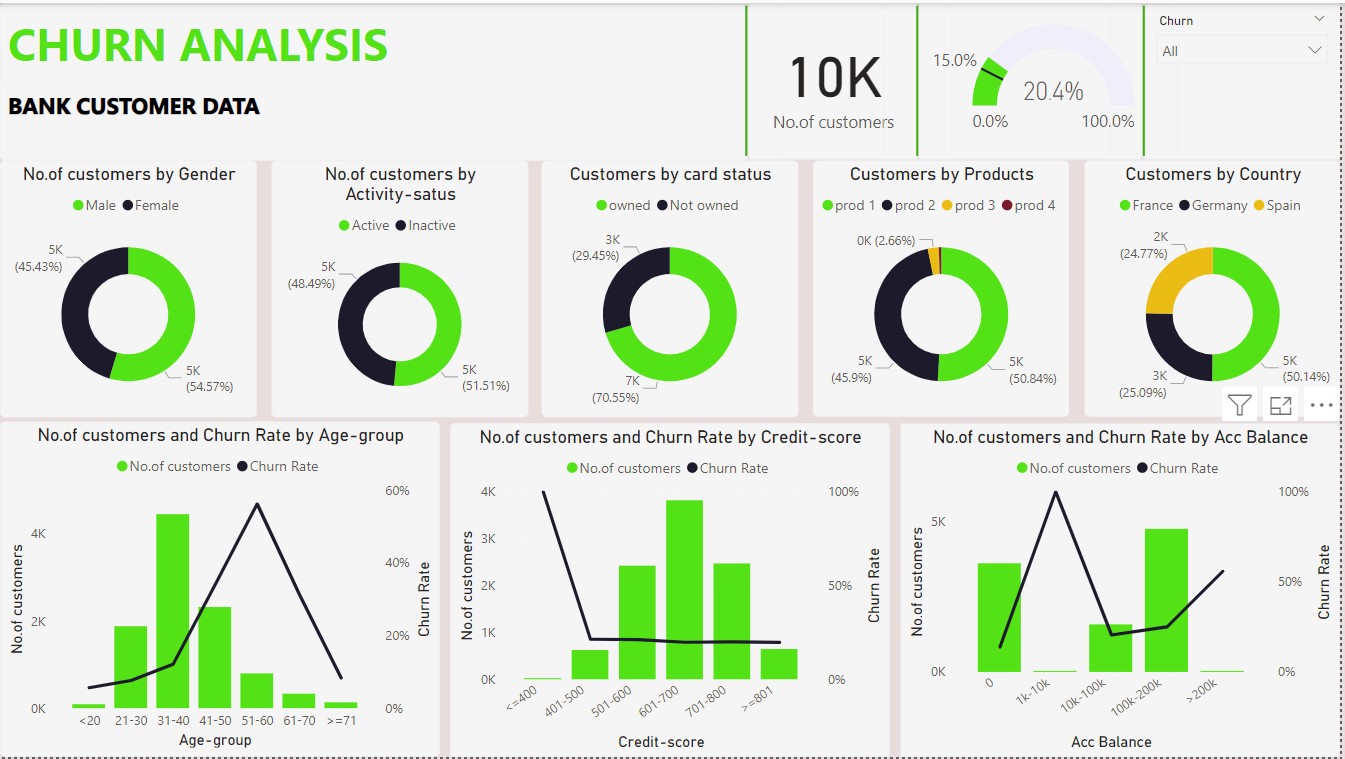 CHURN ANALYSIS
BANK CUSTOMER DATA
10K
No.of customers
15.0%
20.4%
0.0%
100.0%
Churn
All
No.of customers by Gender
Male Female
5K
(45.43%)
5K
(54.57%)
No.of customers by
Activity-satus
Active Inactive
5K
(48.49%)
5K
(51.51%)
Customers by card status
owned Not owned
3K
(29.45%)
7K
(70.55%)
Customers by Products
prod 1 prod 2 prod 3 prod 4
0K (2.66%)
5K
(45.9%)
5K
(50.84%)
Customers by Country
France Germany Spain
2K
(24.77%)
3K
(25.09%)
5K
(50.14%)
No.of customers and Churn Rate by Age-group
No.of customers Churn Rate
No.of customers
4K
2K
0K
60%
40%
20%
0%
Churn Rate
<20 21-30 31-40 41-50 51-60 61-70 >=71
Age-group
No.of customers and Churn Rate by Credit-score
No.of customers Churn Rate
No.of customers
4K
3K
2K
1K
0K
100%
50%
0%
Churn Rate
<=400 401-500 501-600 601-700 701-800 >=801
Credit-score
No.of customers and Churn Rate by Acc Balance
No.of customers Churn Rate
No.of customers
5K
0K
100%
50%
0%
Churn Rate
0 1k-10k 10k-100k 100k-200k >200k
Acc Balance